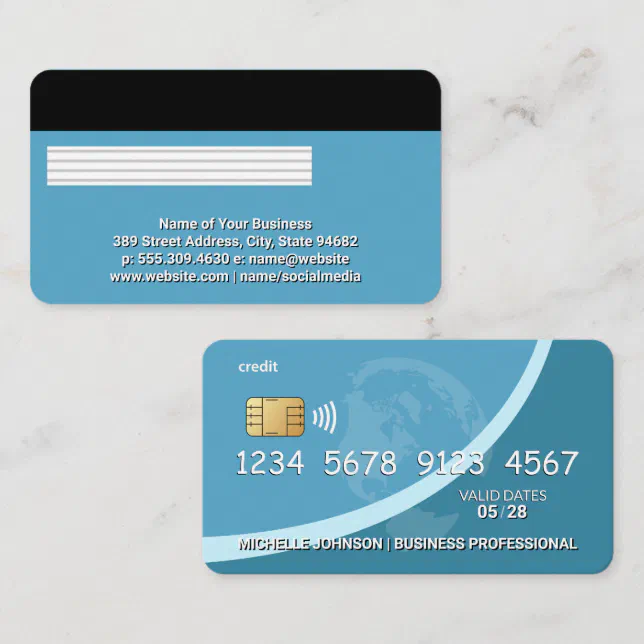 Name of Your Business
389 Street Address, City, State 94682
p: 555.309.4630 e: name@website
www.website.com | name/socialmedia
credit
1234 5678 9123 4567
VALID DATES
05/28
MICHELLE JOHNSON | BUSINESS PROFESSIONAL